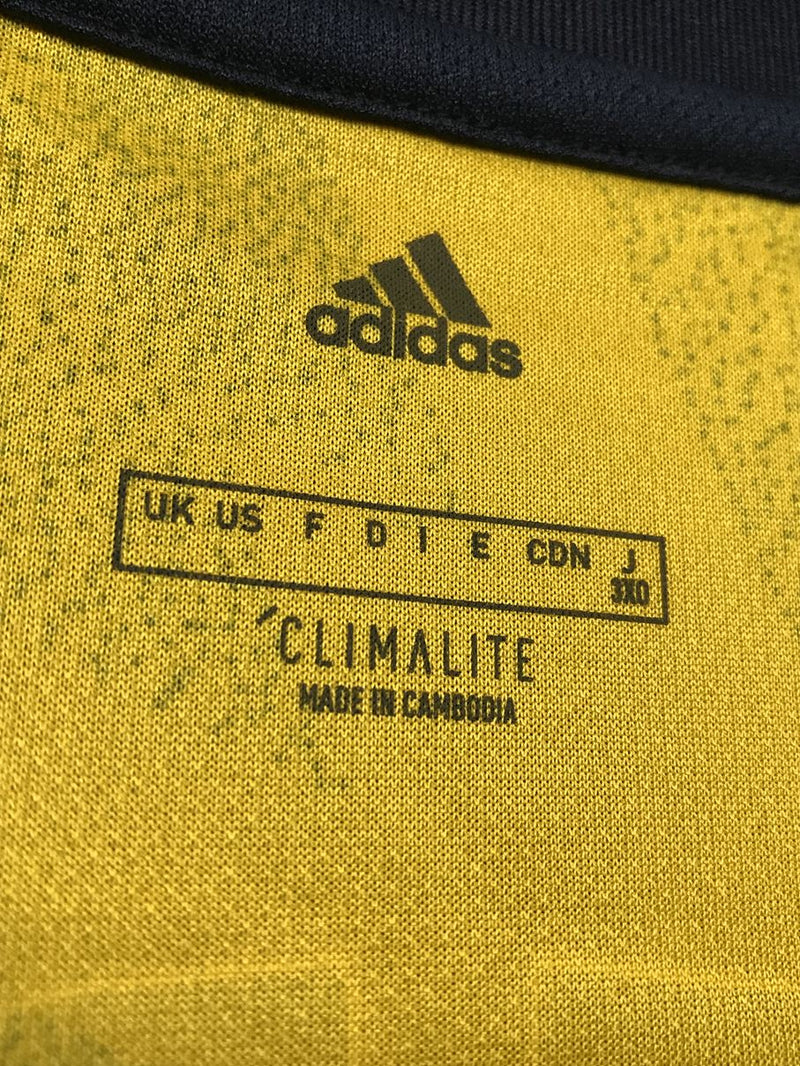 adidas
UK US F D I E CDN J
3XO
CLIMALITE
MADE IN CAMBODIA